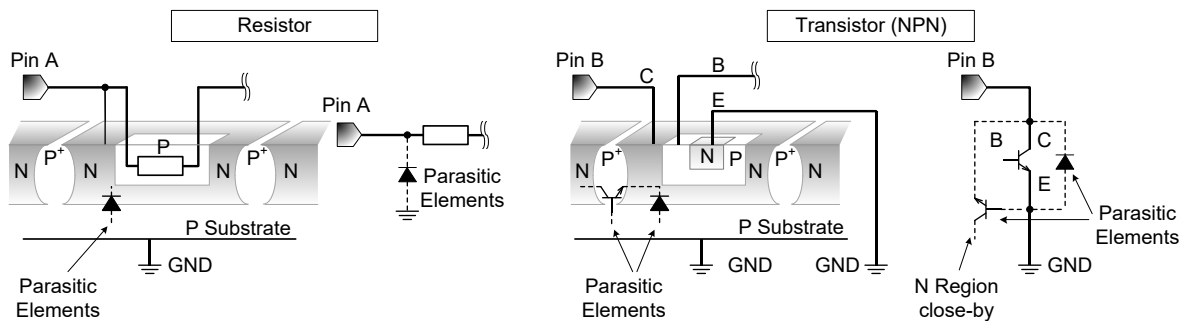 Resistor
Transistor (NPN)
Pin A
Pin A
N
P+
N
P
N
P+
N
Parasitic
Elements
P Substrate
GND
Parasitic
Elements
Pin B
C
B
E
N
P+
N
N
P
N
P+
N
P Substrate
GND
GND
Parasitic
Elements
Pin B
B
C
E
Parasitic
Elements
GND
N Region
close-by